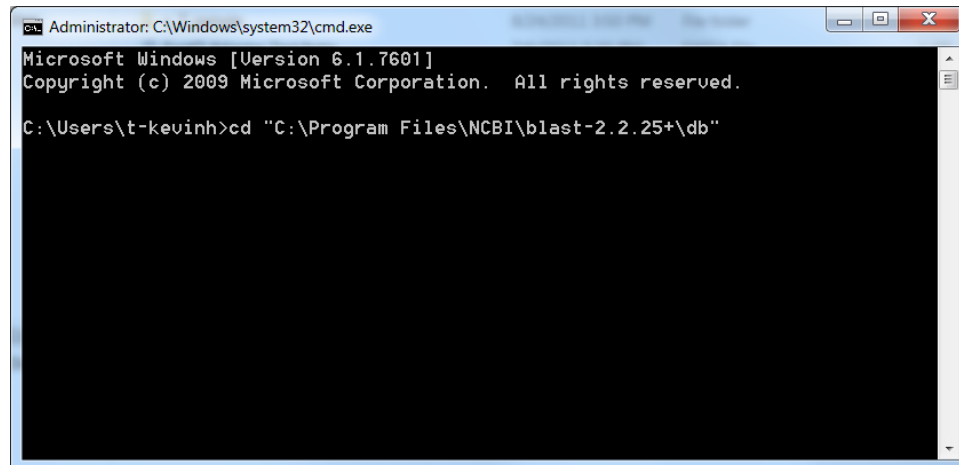 Administrator: C:\Windows\system32\cmd.exe
Microsoft Windows [Version 6.1.7601]
Copyright (c) 2009 Microsoft Corporation.  All rights reserved.
C:\Users\t-kevinh>cd "C:\Program Files\NCBI\blast-2.2.25+\db"